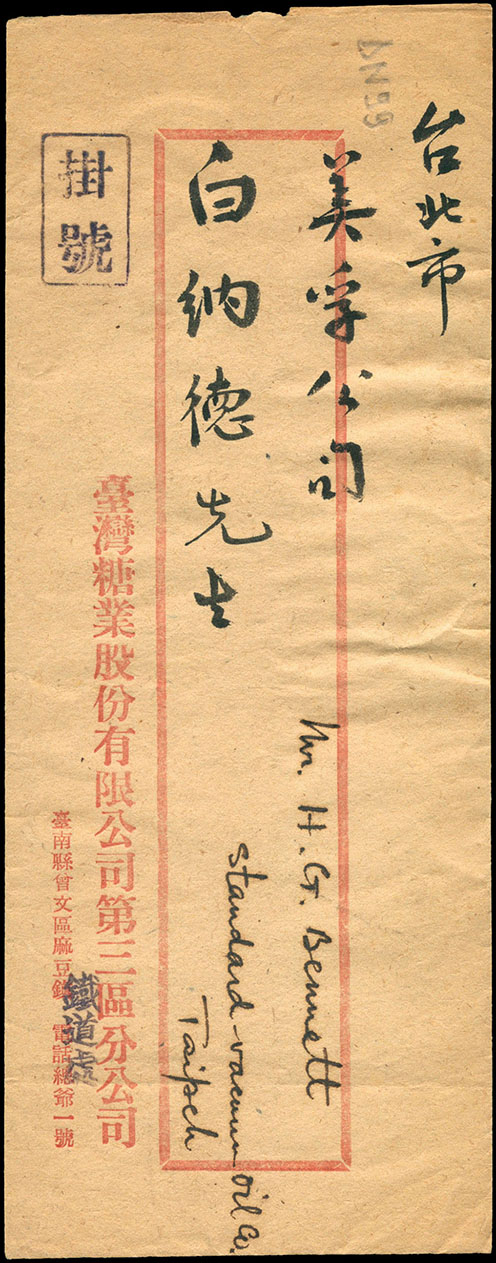 台北市
美孚公司
白纳德先生
Mr. H. G. Bennett
Standard-Vacuum Oil Co.
Taipeh
掛號
臺灣糖業股份有限公司第三區分公司
臺南縣曾文區麻豆鎮 電話總爺一號
鐵道處